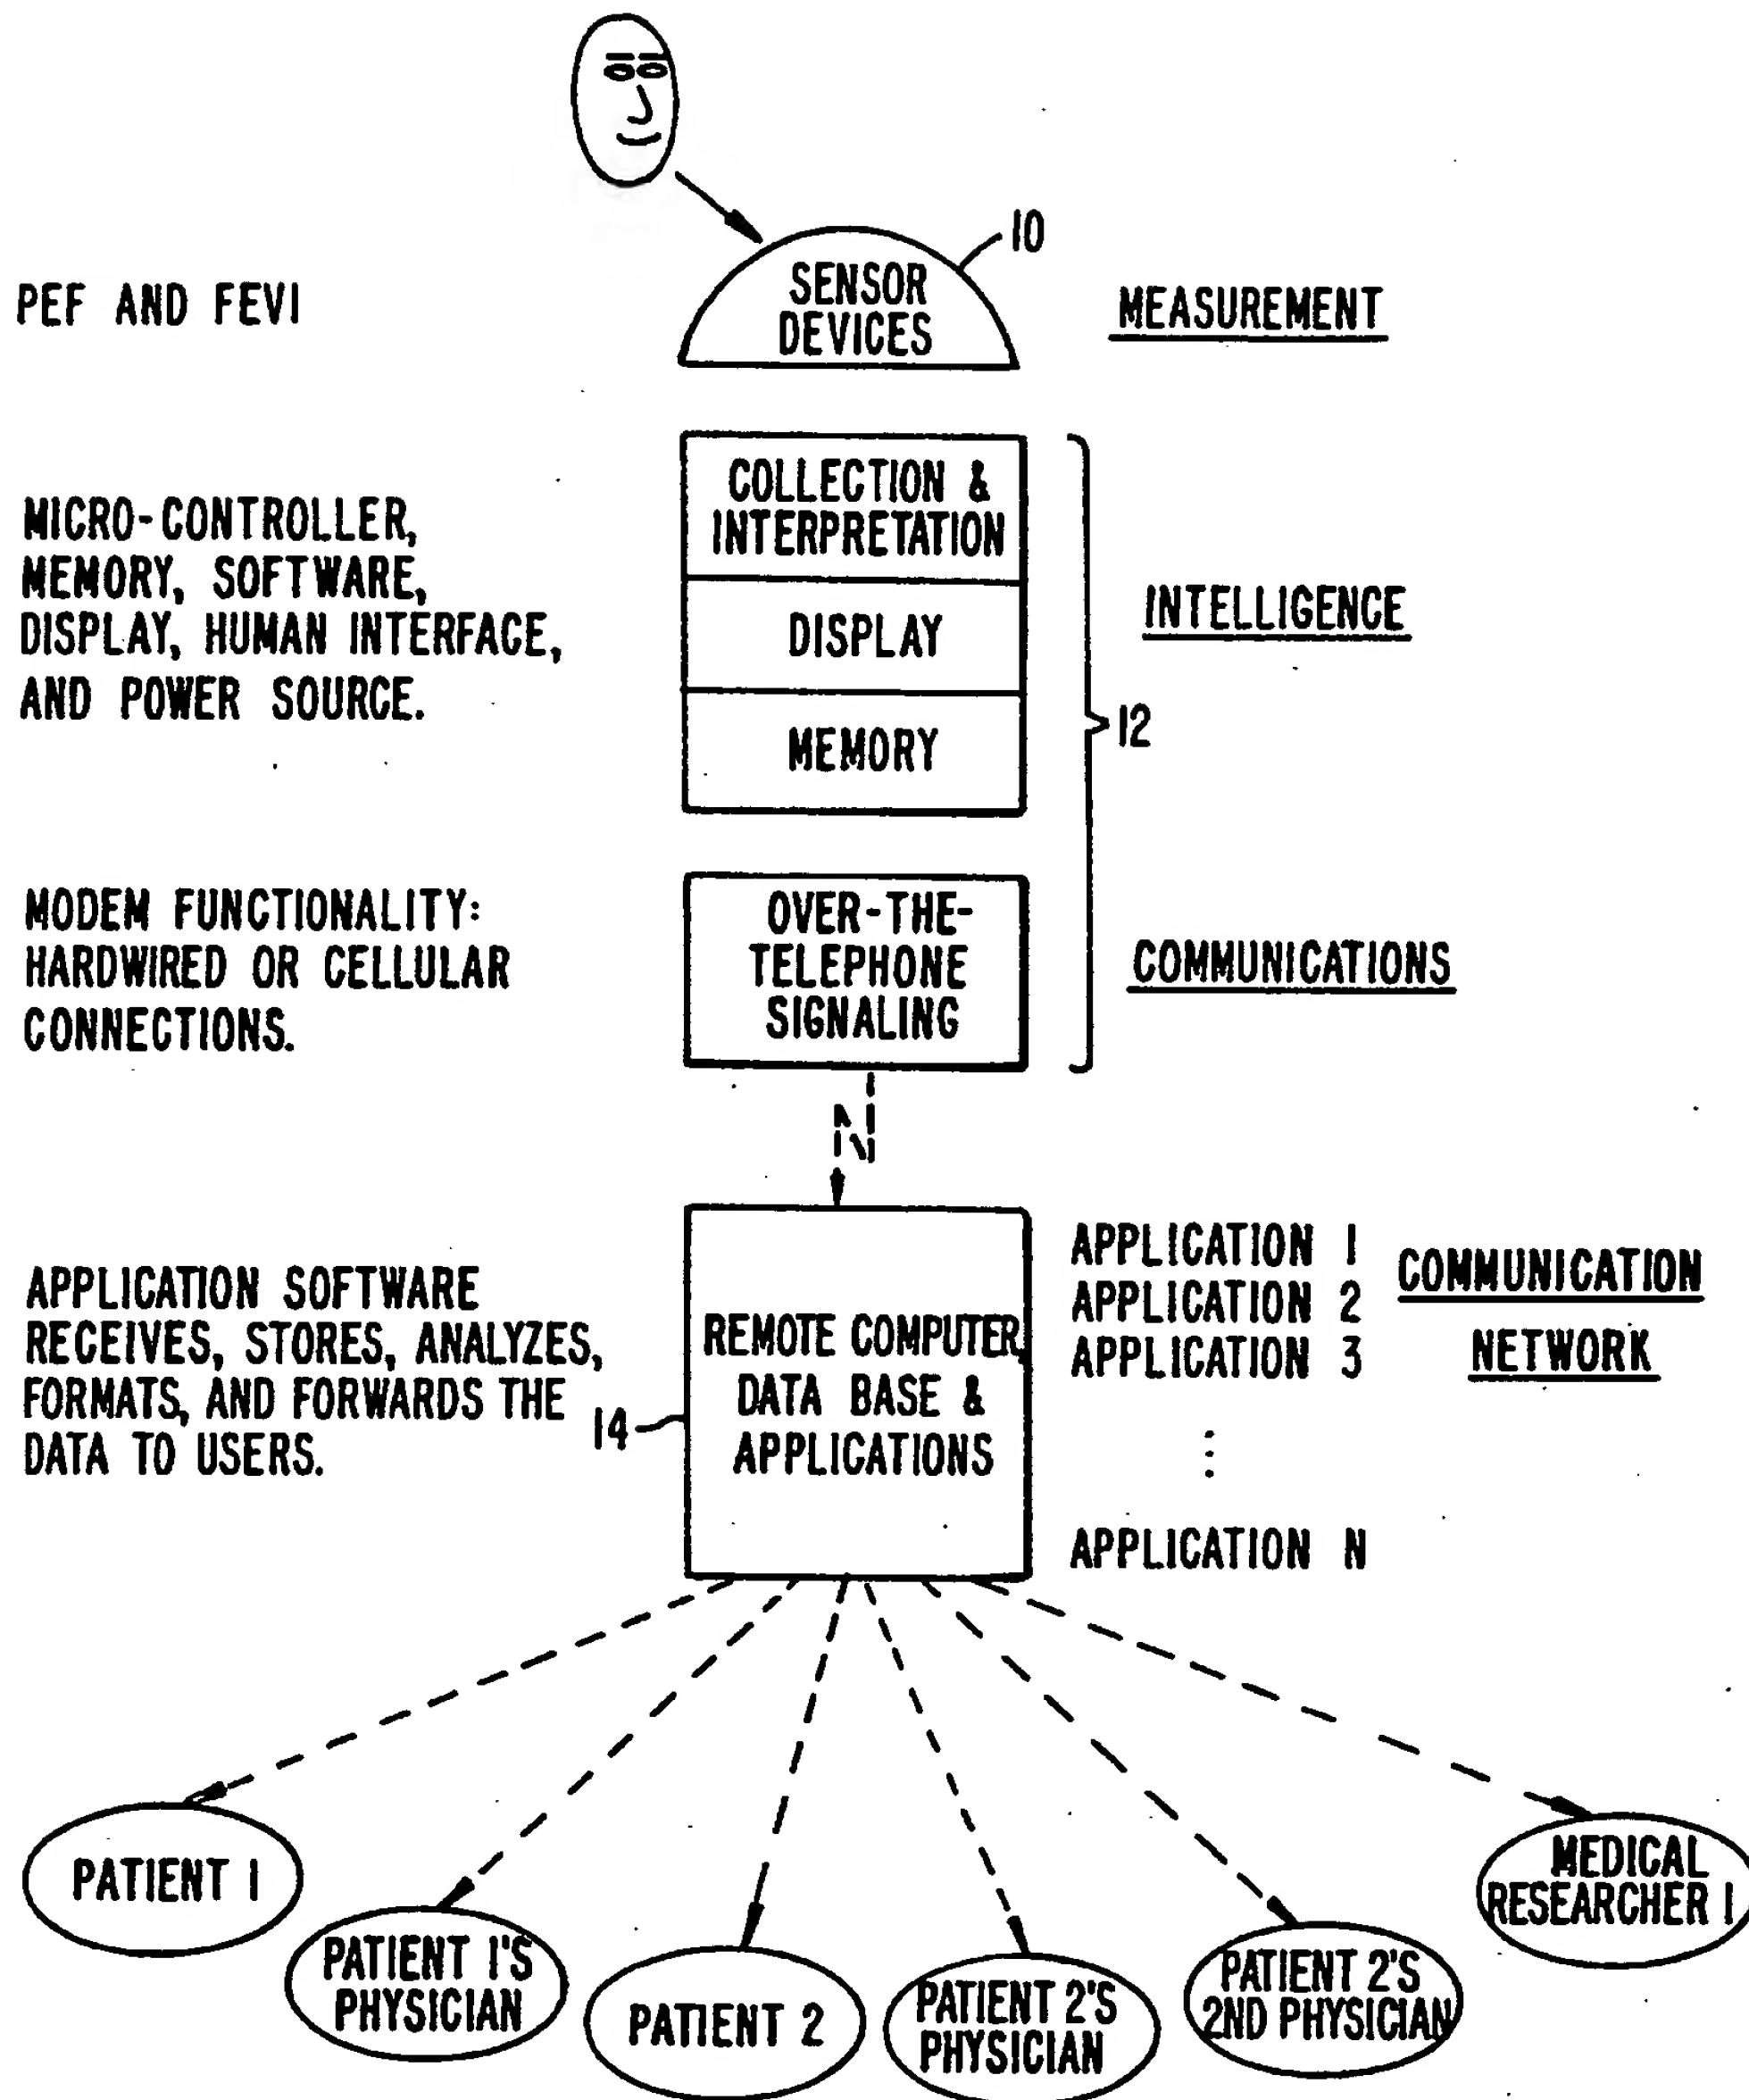 10
PEF AND FEVI
SENSOR
DEVICES
MEASUREMENT
MICRO-CONTROLLER,
MEMORY, SOFTWARE,
DISPLAY, HUMAN INTERFACE,
AND POWER SOURCE.
COLLECTION &
INTERPRETATION
DISPLAY
MEMORY
INTELLIGENCE
12
MODEM FUNCTIONALITY:
HARDWIRED OR CELLULAR
CONNECTIONS.
OVER-THE-
TELEPHONE
SIGNALING
COMMUNICATIONS
APPLICATION SOFTWARE
RECEIVES, STORES, ANALYZES,
FORMATS, AND FORWARDS THE
DATA TO USERS.
14
REMOTE COMPUTER,
DATA BASE &
APPLICATIONS
APPLICATION 1
APPLICATION 2
APPLICATION 3
⋮
APPLICATION N
COMMUNICATION
NETWORK
PATIENT 1
PATIENT 1'S
PHYSICIAN
PATIENT 2
PATIENT 2'S
PHYSICIAN
PATIENT 2'S
2ND PHYSICIAN
MEDICAL
RESEARCHER 1